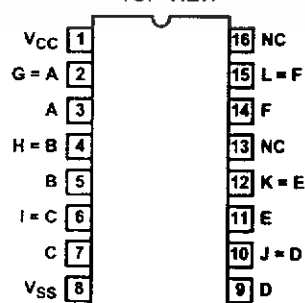 TOP VIEW
VCC 1 16 NC
G = A 2 15 L = F
A 3 14 F
H = B 4 13 NC
B 5 12 K = E
I = C 6 11 E
C 7 10 J = D
VSS 8 9 D